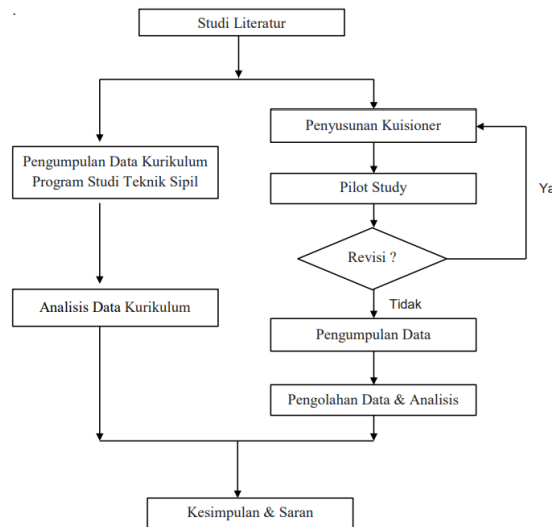 Studi Literatur
Penyusunan Kuisioner
Pengumpulan Data Kurikulum
Program Studi Teknik Sipil
Pilot Study
Ya
Revisi ?
Tidak
Analisis Data Kurikulum
Pengumpulan Data
Pengolahan Data & Analisis
Kesimpulan & Saran